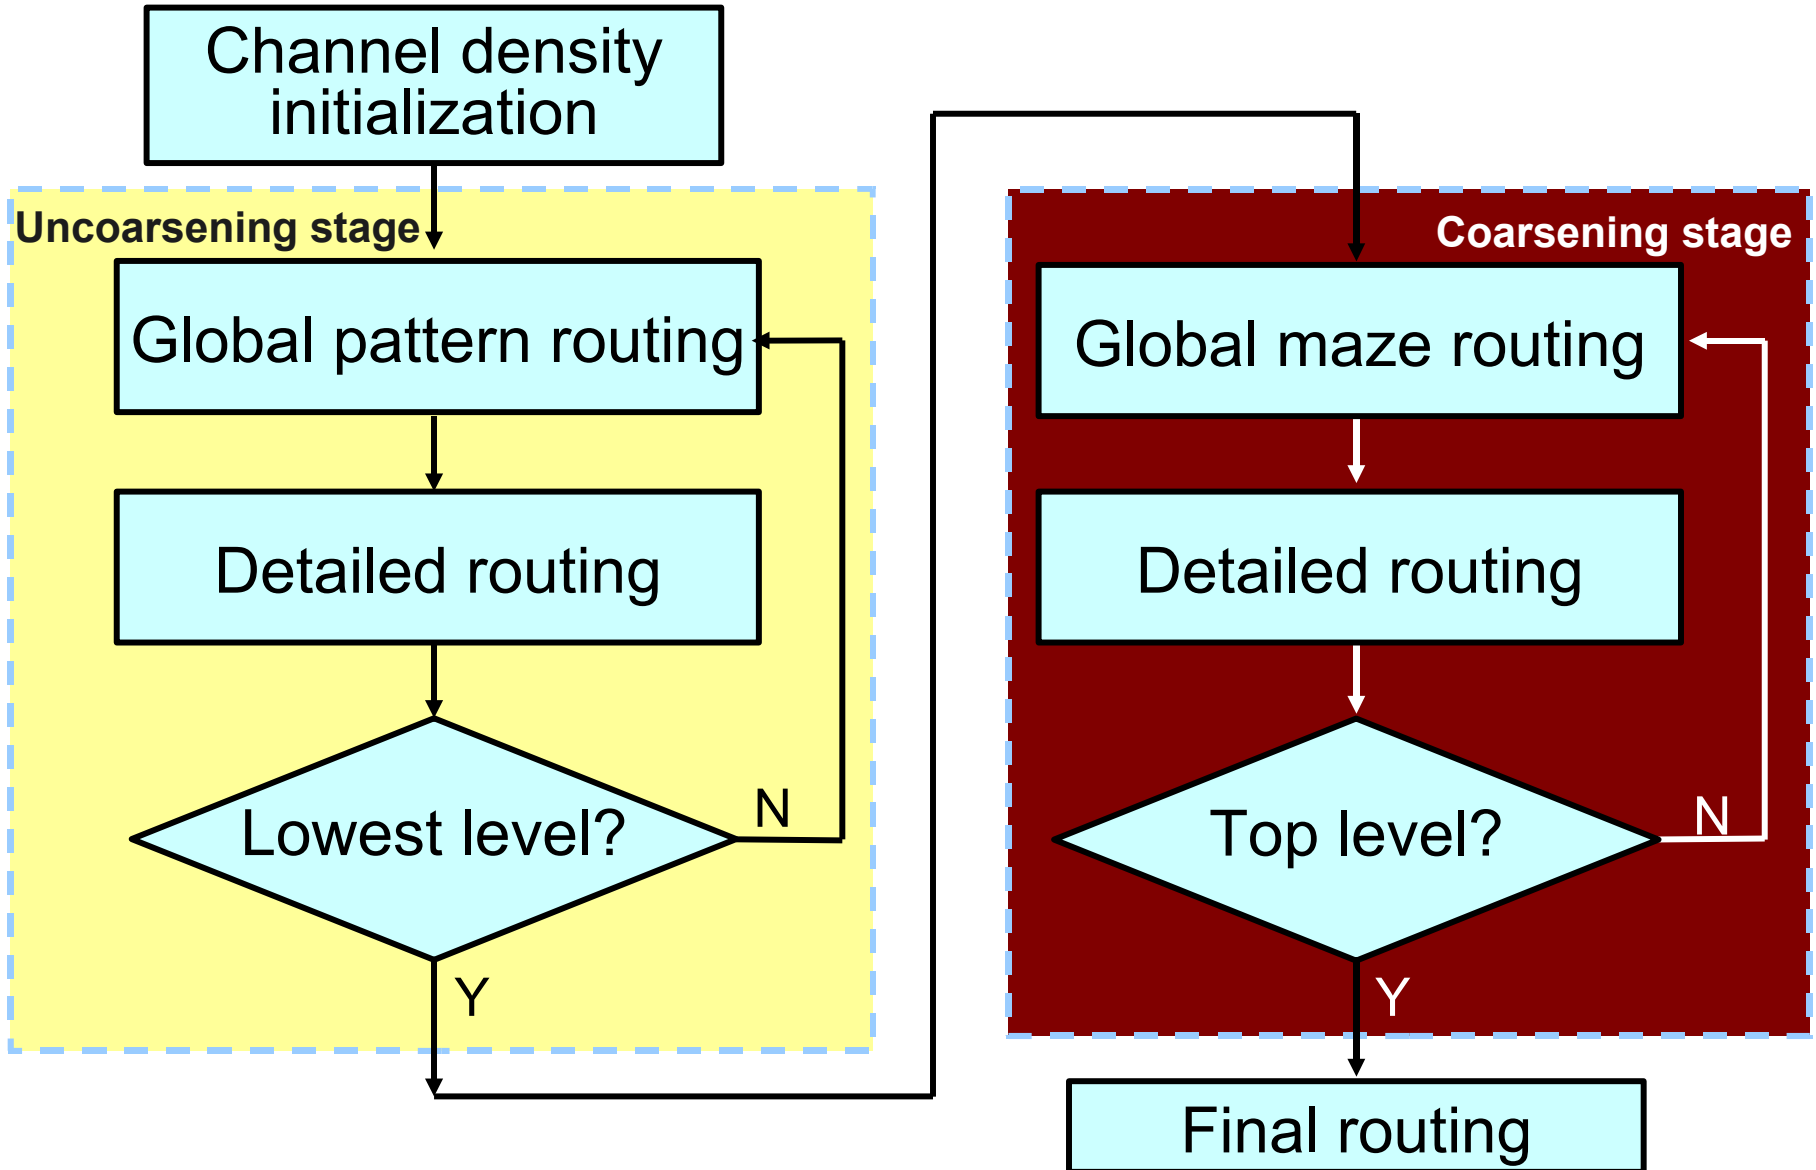 Channel density
initialization
Uncoarsening stage
Global pattern routing
Detailed routing
Lowest level?
N
Y
Coarsening stage
Global maze routing
Detailed routing
Top level?
N
Y
Final routing